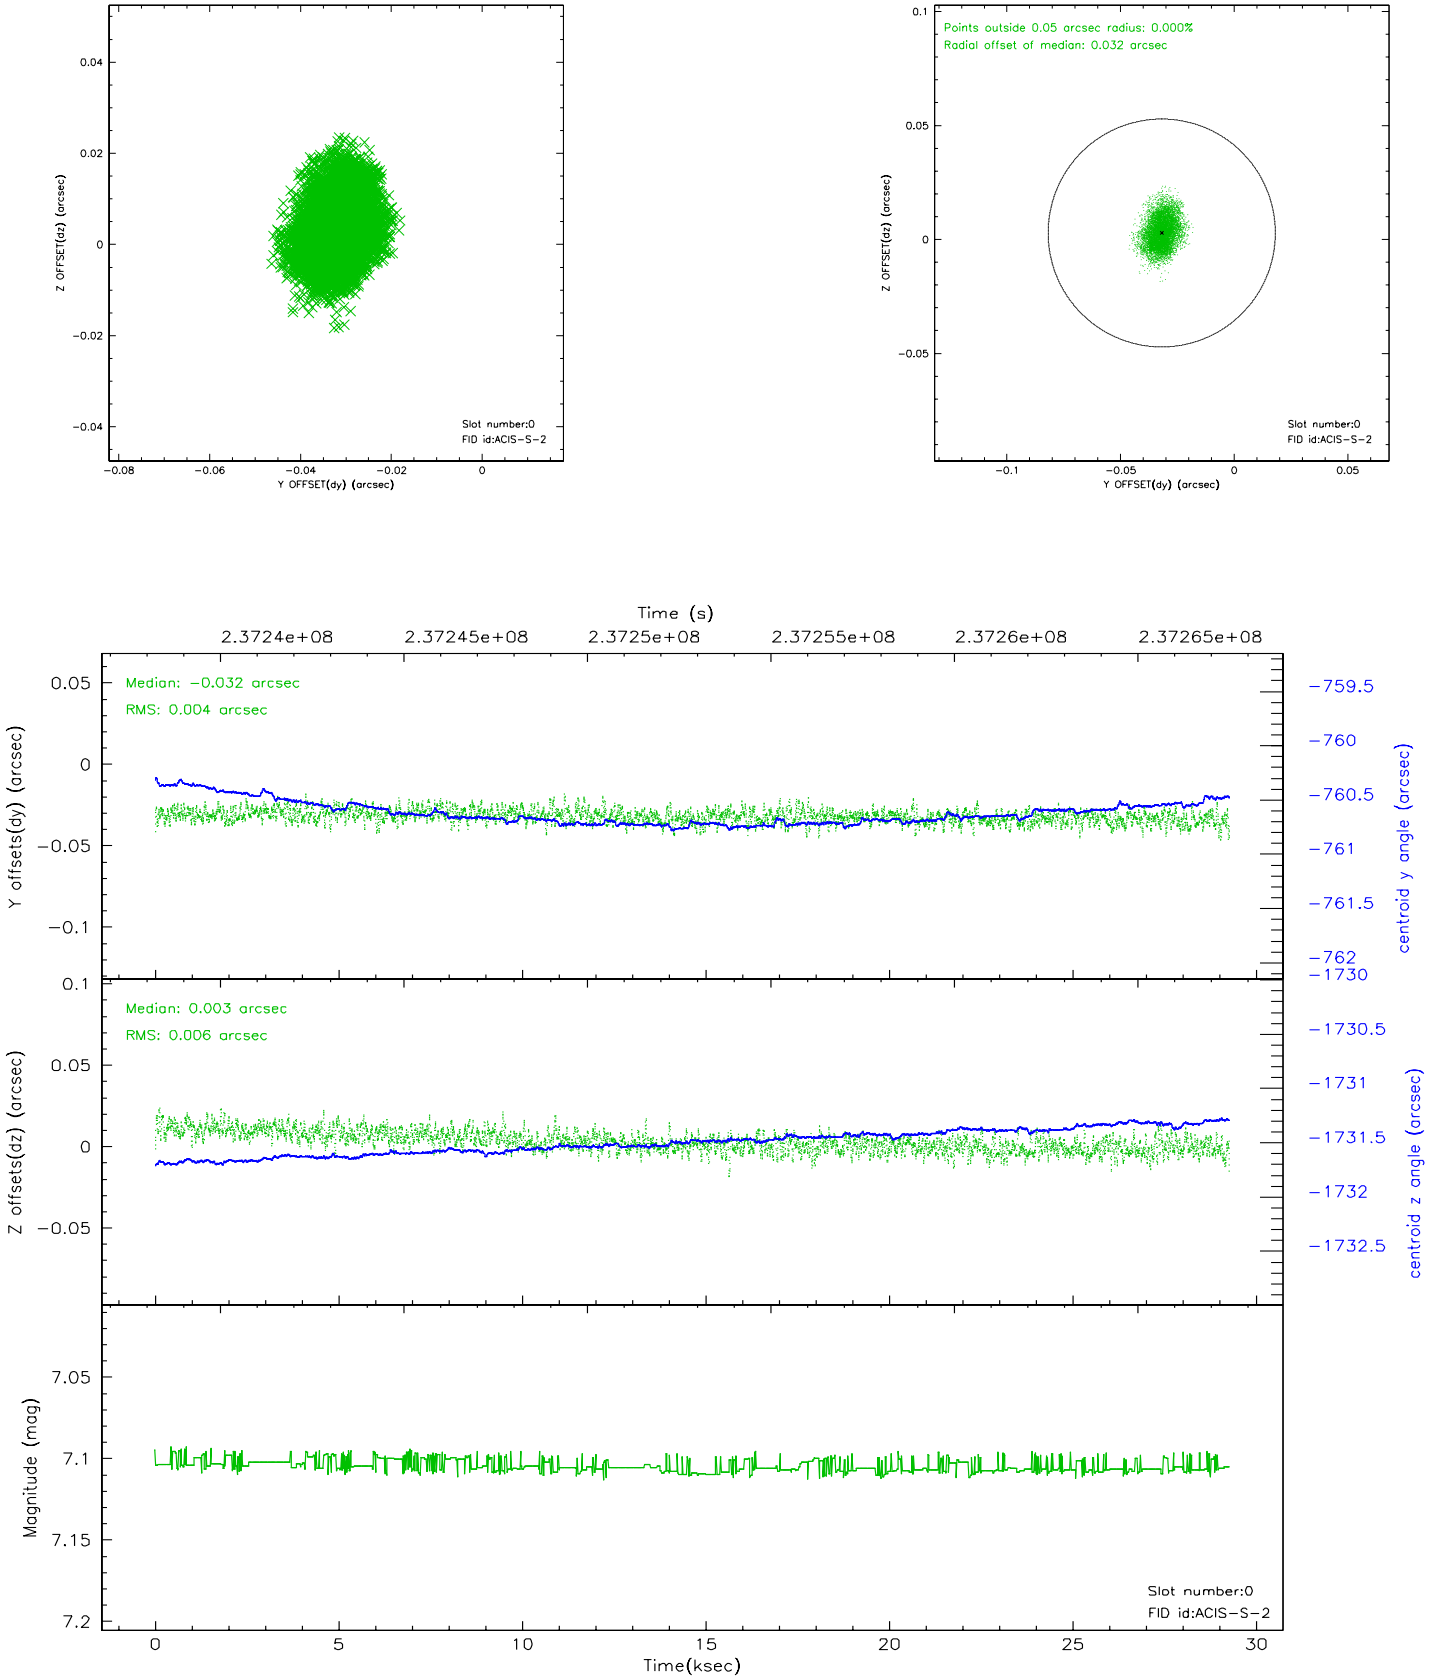 0.04
0.02
0
−0.02
−0.04
Z OFFSET(dz) (arcsec)
Slot number:0
FID id:ACIS−S−2
−0.08 −0.06 −0.04 −0.02 0
Y OFFSET(dy) (arcsec)
Points outside 0.05 arcsec radius: 0.000%
Radial offset of median: 0.032 arcsec
0.1
0.05
0
−0.05
Z OFFSET(dz) (arcsec)
Slot number:0
FID id:ACIS−S−2
−0.1 −0.05 0 0.05
Y OFFSET(dy) (arcsec)
Time (s)
2.3724e+08 2.37245e+08 2.3725e+08 2.37255e+08 2.3726e+08 2.37265e+08
Median: −0.032 arcsec
RMS: 0.004 arcsec
0.05
0
−0.05
−0.1
Y offsets(dy) (arcsec)
−759.5
−760
−760.5
−761
−761.5
−762
centroid y angle (arcsec)
Median: 0.003 arcsec
RMS: 0.006 arcsec
0.1
0.05
0
−0.05
Z offsets(dz) (arcsec)
−1730
−1730.5
−1731
−1731.5
−1732
−1732.5
centroid z angle (arcsec)
7.05
7.1
7.15
7.2
Magnitude (mag)
Slot number:0
FID id:ACIS−S−2
0 5 10 15 20 25 30
Time(ksec)